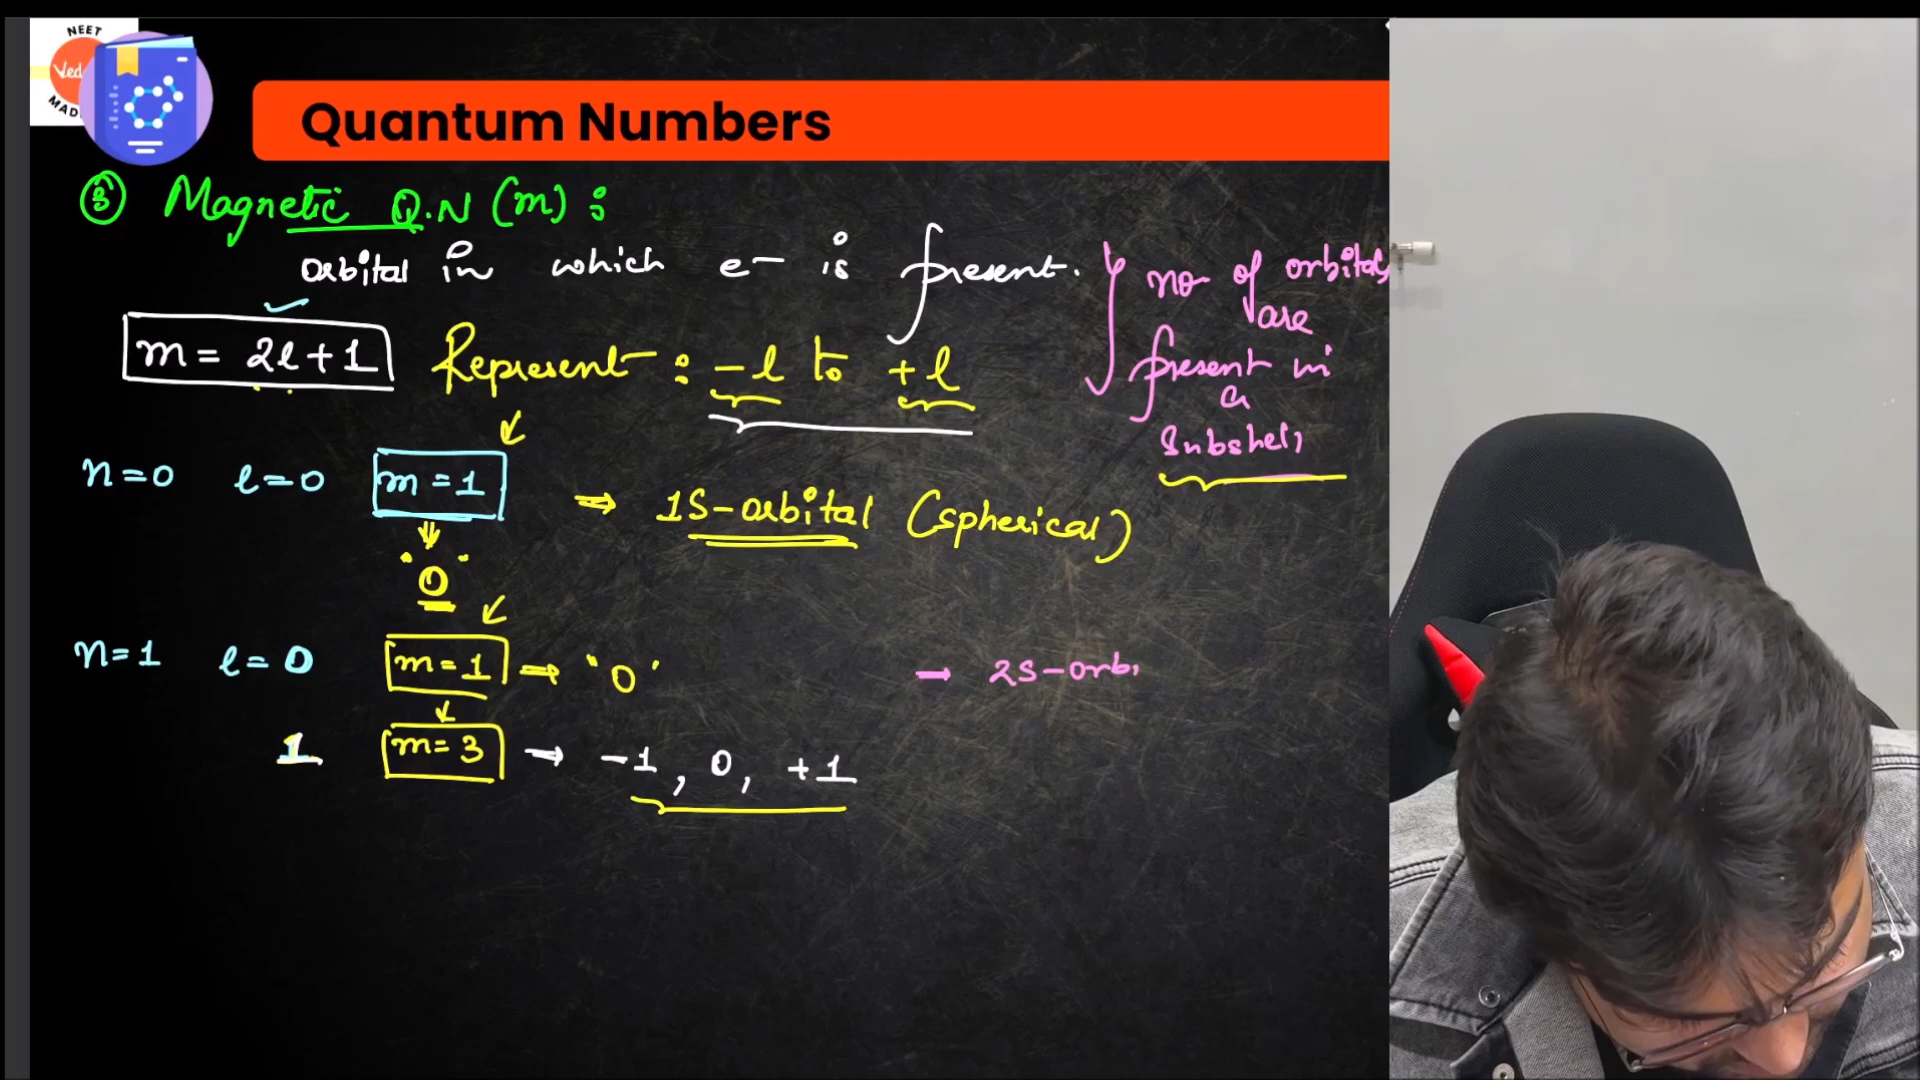 NEET
Ved
MAD
Quantum Numbers
③ Magnetic Q.N (m) :
orbital in which e- is present.
no of orbitals are present in a subshell
m = 2l+1 Represent : -l to +l
n=0 l=0 m=1 ⇒ 1S-orbital (spherical)
"0"
n=1 l=0 m=1 ⇒ "0" → 2S-orb.
1 m=3 → -1, 0, +1